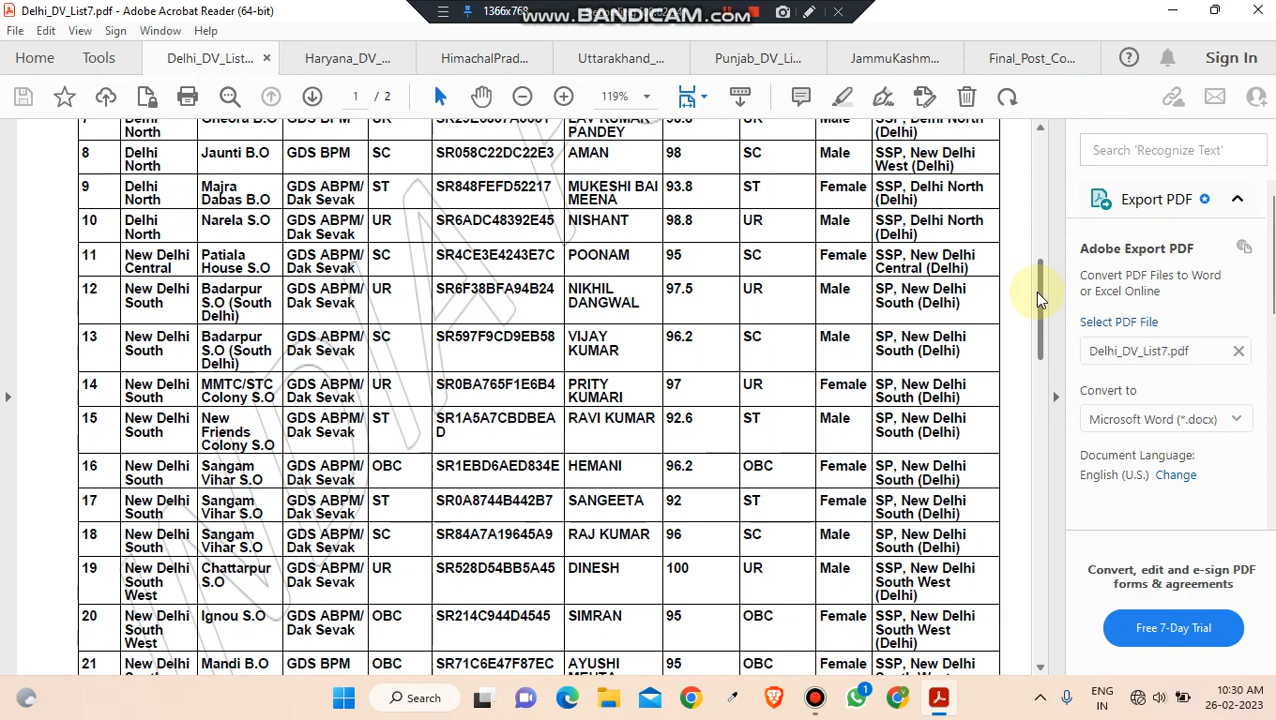 Delhi_DV_List7.pdf - Adobe Acrobat Reader (64-bit)
1366x768
www.BANDICAM.com
File Edit View Sign Window Help
Home Tools Delhi_DV_List... Haryana_DV_... HimachalPrad... Uttarakhand_... Punjab_DV_Li... JammuKashm... Final_Post_Co... Sign In
1 / 2 119%
North PANDEY (Delhi)
8 Delhi Jaunti B.O GDS BPM SC SR058C22DC22E3 AMAN 98 SC Male SSP, New Delhi
North West (Delhi)
9 Delhi Majra GDS ABPM/ ST SR848FEFD52217 MUKESHI BAI 93.8 ST Female SSP, Delhi North
North Dabas B.O Dak Sevak MEENA (Delhi)
10 Delhi Narela S.O GDS ABPM/ UR SR6ADC48392E45 NISHANT 98.8 UR Male SSP, Delhi North
North Dak Sevak (Delhi)
11 New Delhi Patiala GDS ABPM/ SC SR4CE3E4243E7C POONAM 95 SC Female SSP, New Delhi
Central House S.O Dak Sevak Central (Delhi)
12 New Delhi Badarpur GDS ABPM/ UR SR6F38BFA94B24 NIKHIL 97.5 UR Male SP, New Delhi
South S.O (South Dak Sevak DANGWAL South (Delhi)
Delhi)
13 New Delhi Badarpur GDS ABPM/ SC SR597F9CD9EB58 VIJAY 96.2 SC Male SP, New Delhi
South S.O (South Dak Sevak KUMAR South (Delhi)
Delhi)
14 New Delhi MMTC/STC GDS ABPM/ UR SR0BA765F1E6B4 PRITY 97 UR Male SP, New Delhi
South Colony S.O Dak Sevak KUMARI South (Delhi)
15 New Delhi New GDS ABPM/ ST SR1A5A7CBDBEA RAVI KUMAR 92.6 ST Male SP, New Delhi
South Friends Dak Sevak D South (Delhi)
Colony S.O
16 New Delhi Sangam GDS ABPM/ OBC SR1EBD6AED834E HEMANI 96.2 OBC Female SP, New Delhi
South Vihar S.O Dak Sevak South (Delhi)
17 New Delhi Sangam GDS ABPM/ ST SR0A8744B442B7 SANGEETA 92 ST Female SP, New Delhi
South Vihar S.O Dak Sevak South (Delhi)
18 New Delhi Sangam GDS ABPM/ SC SR84A7A19645A9 RAJ KUMAR 96 SC Male SP, New Delhi
South Vihar S.O Dak Sevak South (Delhi)
19 New Delhi Chattarpur GDS ABPM/ UR SR528D54BB5A45 DINESH 100 UR Male SSP, New Delhi
South S.O Dak Sevak South West
West (Delhi)
20 New Delhi Ignou S.O GDS ABPM/ OBC SR214C944D4545 SIMRAN 95 OBC Female SSP, New Delhi
South Dak Sevak South West
West (Delhi)
21 New Delhi Mandi B.O GDS BPM OBC SR71C6E47F87EC AYUSHI 95 OBC Female SSP, New Delhi
Search 'Recognize Text'
Export PDF
Adobe Export PDF
Convert PDF Files to Word
or Excel Online
Select PDF File
Delhi_DV_List7.pdf
Convert to
Microsoft Word (*.docx)
Document Language:
English (U.S.) Change
Convert, edit and e-sign PDF
forms & agreements
Free 7-Day Trial
Search
1
ENG
IN
10:30 AM
26-02-2023